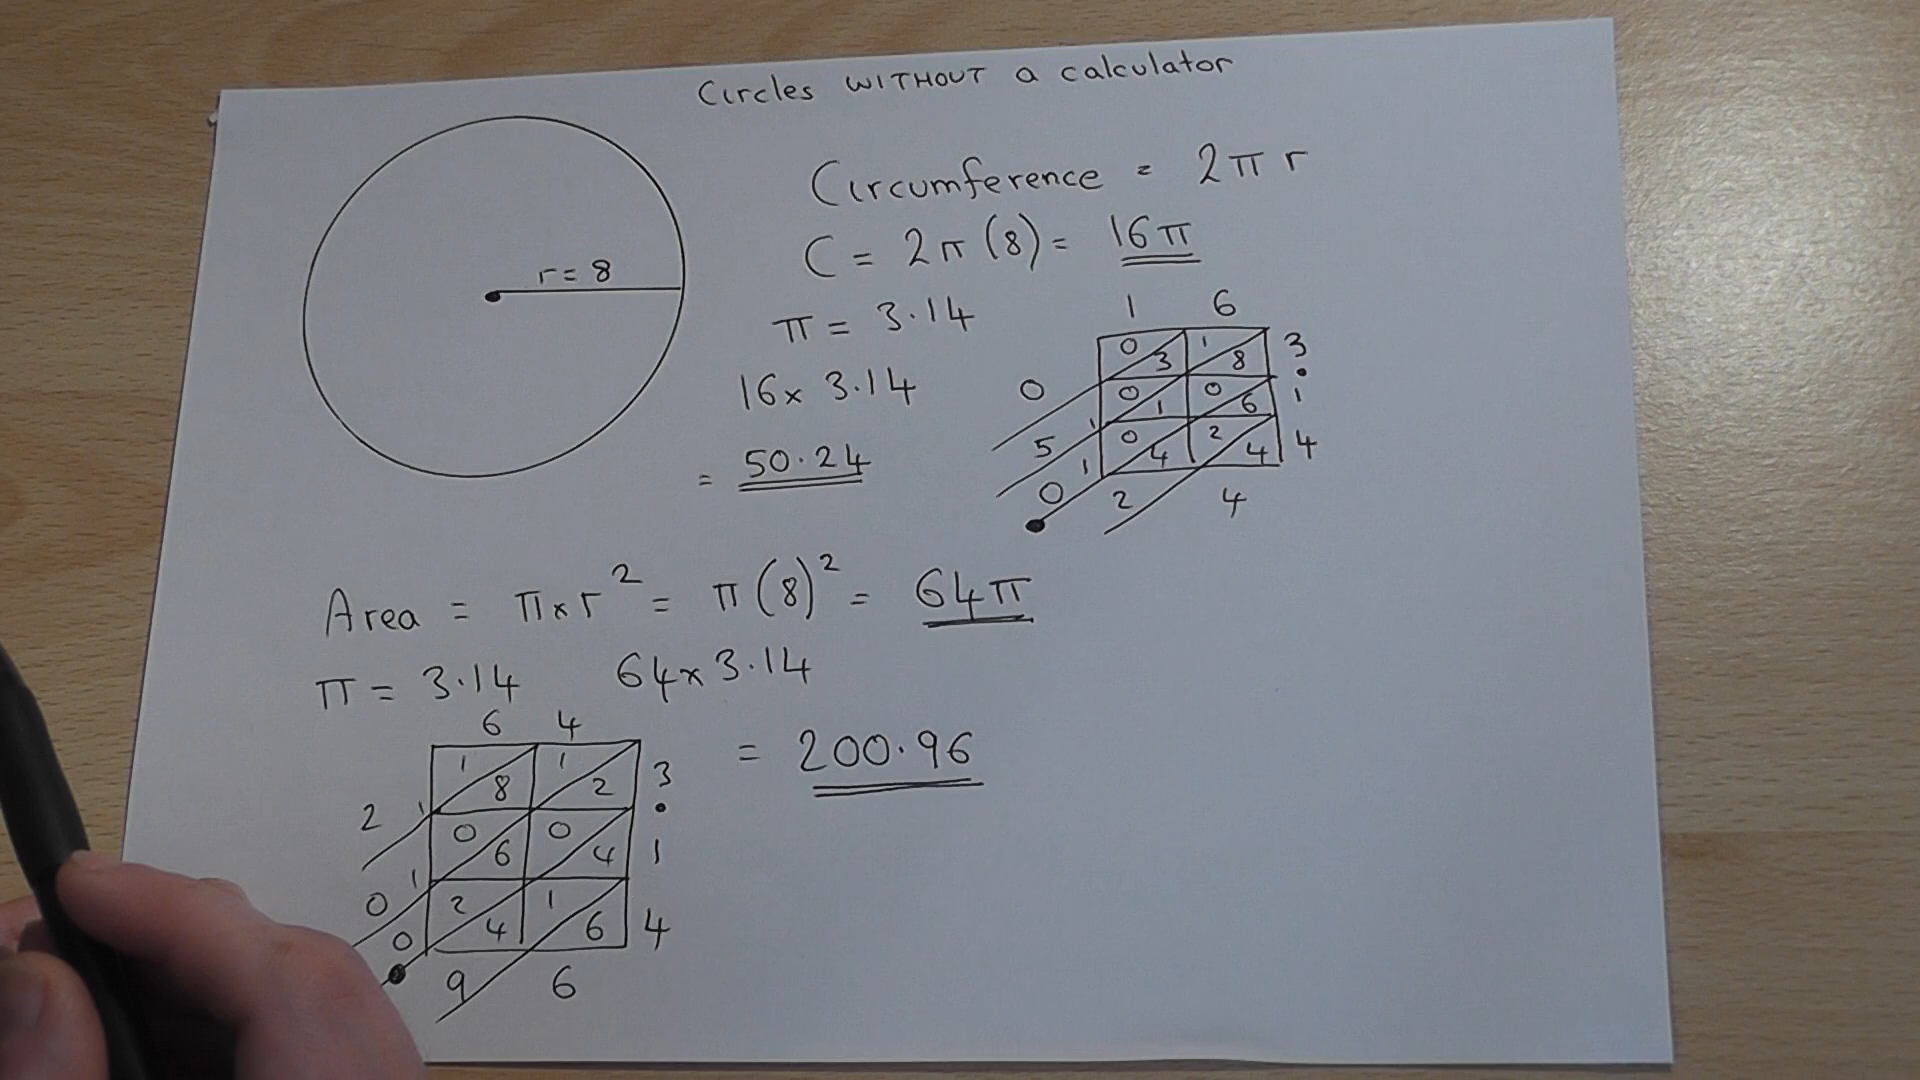 Circles WITHOUT a calculator
r = 8
Circumference = 2π r
C = 2π (8) = 16π
π = 3.14
16 x 3.14
= 50.24
1 6
0 3 1 8 3
0
0 1 0 6 . 1
5 1
0 4 2 4 4
0 1
. 2 4
Area = π x r² = π (8)² = 64π
π = 3.14 64 x 3.14
6 4
1 8 1 2 3
2 1
0 6 0 4 . 1
0 1
2 4 1 6 4
0
. 9 6
= 200.96